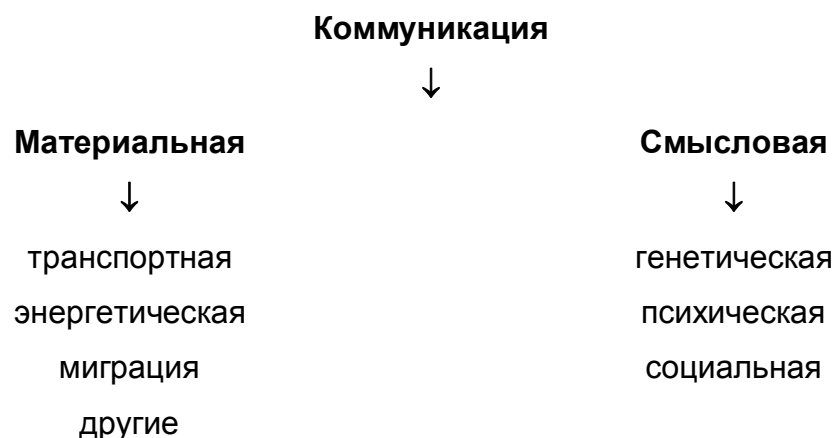 Коммуникация
↓
Материальная Смысловая
↓ ↓
транспортная генетическая
энергетическая психическая
миграция социальная
другие